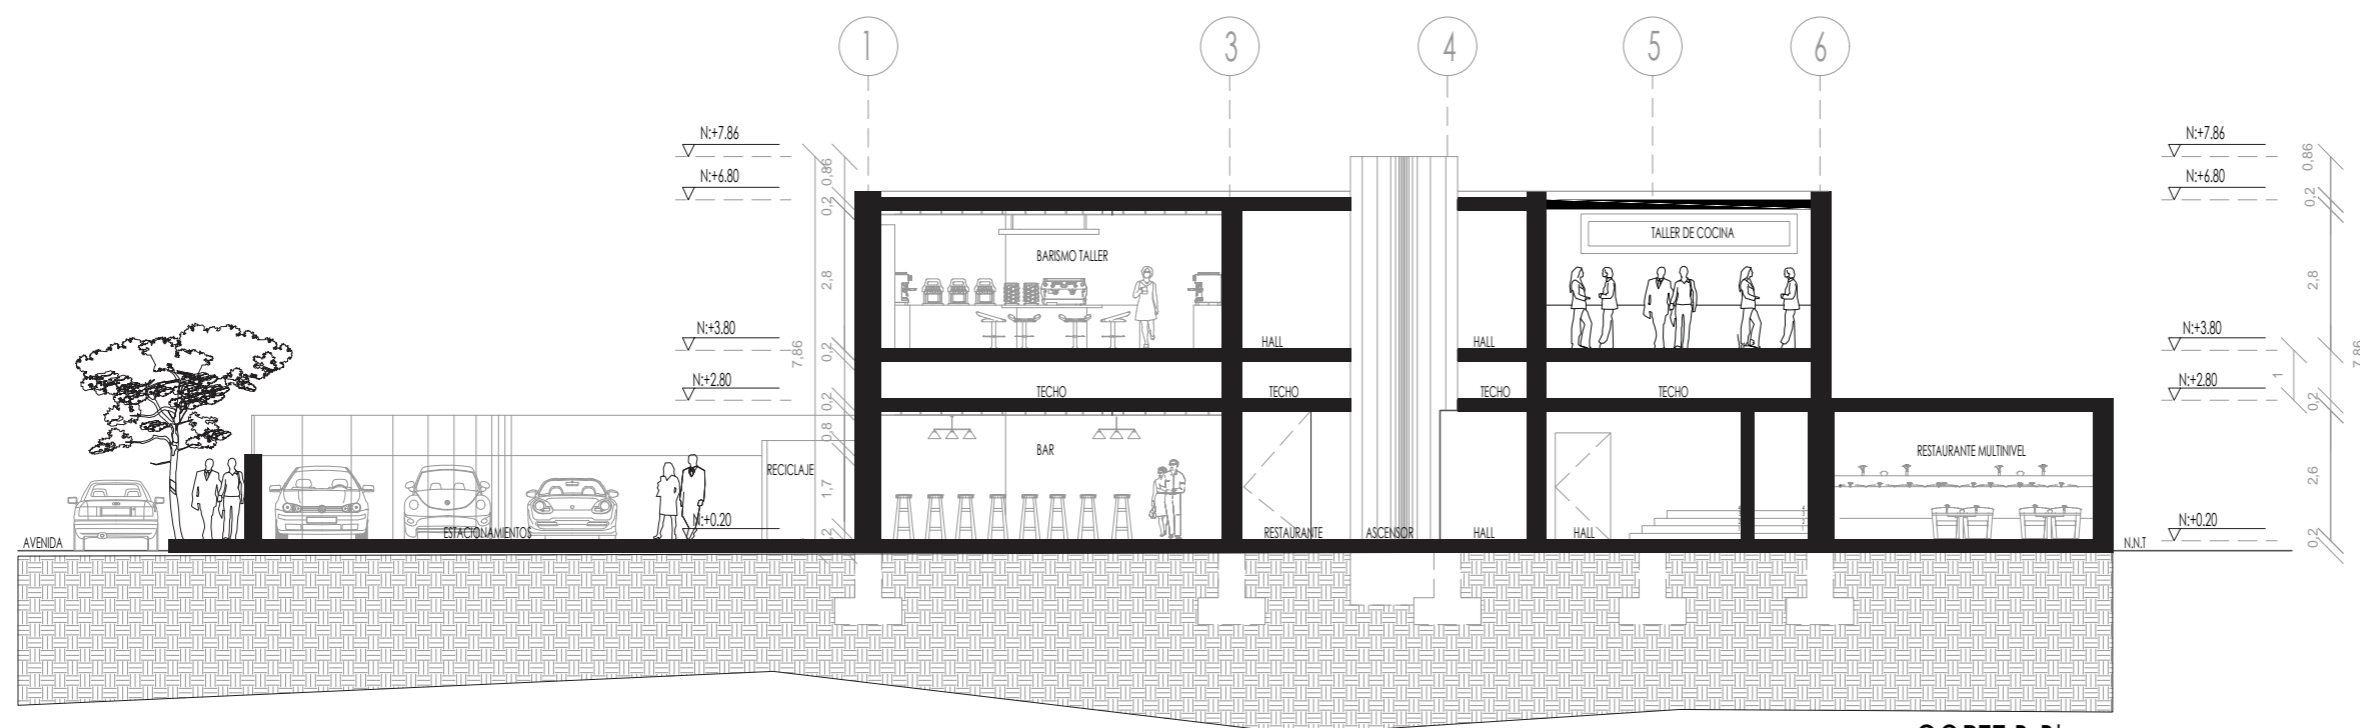 1
3
4
5
6
N:+7.86
N:+6.80
N:+3.80
N:+2.80
N:+0.20
0,86
0,2
2,8
0,2
0,2
0,8
1,7
7,86
BARISMO TALLER
TALLER DE COCINA
HALL
HALL
TECHO
TECHO
TECHO
TECHO
BAR
RECICLAJE
RESTAURANTE MULTINIVEL
AVENIDA
ESTACIONAMIENTOS
RESTAURANTE
ASCENSOR
HALL
HALL
N.N.T
N:+7.86
N:+6.80
N:+3.80
N:+2.80
N:+0.20
0,86
0,2
2,8
1
0,2
2,6
0,2
7,86